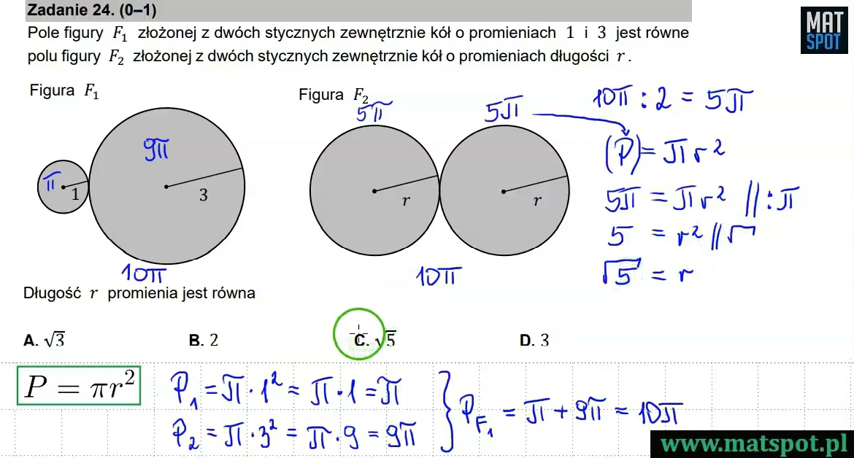 Zadanie 24. (0–1)
MAT
SPOT
Pole figury F₁ złożonej z dwóch stycznych zewnętrznie kół o promieniach 1 i 3 jest równe
polu figury F₂ złożonej z dwóch stycznych zewnętrznie kół o promieniach długości r.
Figura F₁
Figura F₂
10π : 2 = 5π
5π
5π
9π
(P) = πr²
π
1
3
r
r
5π = πr² //:π
5 = r² //√
10π
10π
√5 = r
Długość r promienia jest równa
A. √3
B. 2
C. √5
D. 3
P = πr²
P₁ = π·1² = π·1 = π
P₂ = π·3² = π·9 = 9π
P_F₁ = π + 9π = 10π
www.matspot.pl